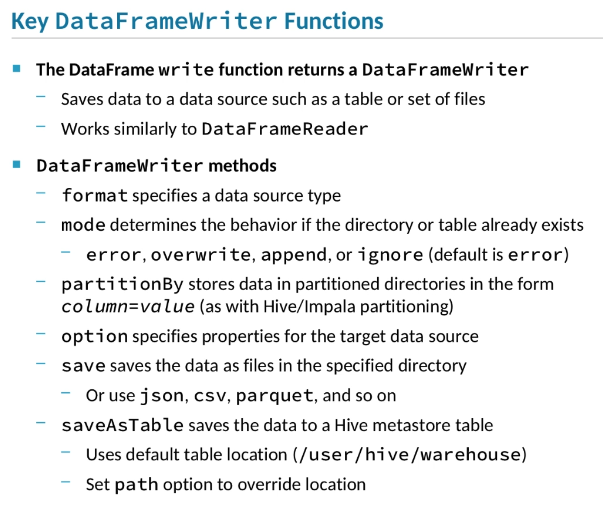 Key DataFrameWriter Functions
The DataFrame write function returns a DataFrameWriter
– Saves data to a data source such as a table or set of files
– Works similarly to DataFrameReader
DataFrameWriter methods
– format specifies a data source type
– mode determines the behavior if the directory or table already exists
– error, overwrite, append, or ignore (default is error)
– partitionBy stores data in partitioned directories in the form
column=value (as with Hive/Impala partitioning)
– option specifies properties for the target data source
– save saves the data as files in the specified directory
– Or use json, csv, parquet, and so on
– saveAsTable saves the data to a Hive metastore table
– Uses default table location (/user/hive/warehouse)
– Set path option to override location